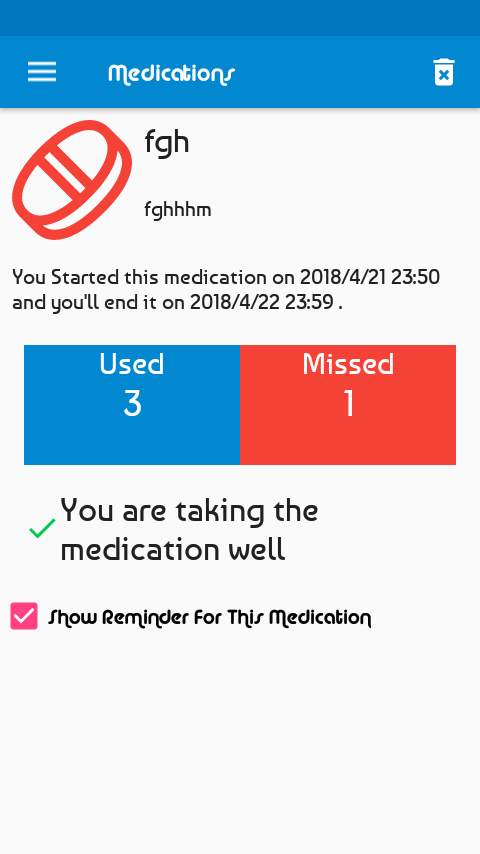 Medications
fgh
fghhhm
You Started this medication on 2018/4/21 23:50
and you'll end it on 2018/4/22 23:59 .
Used Missed
3 1
You are taking the
medication well
Show Reminder For This Medication